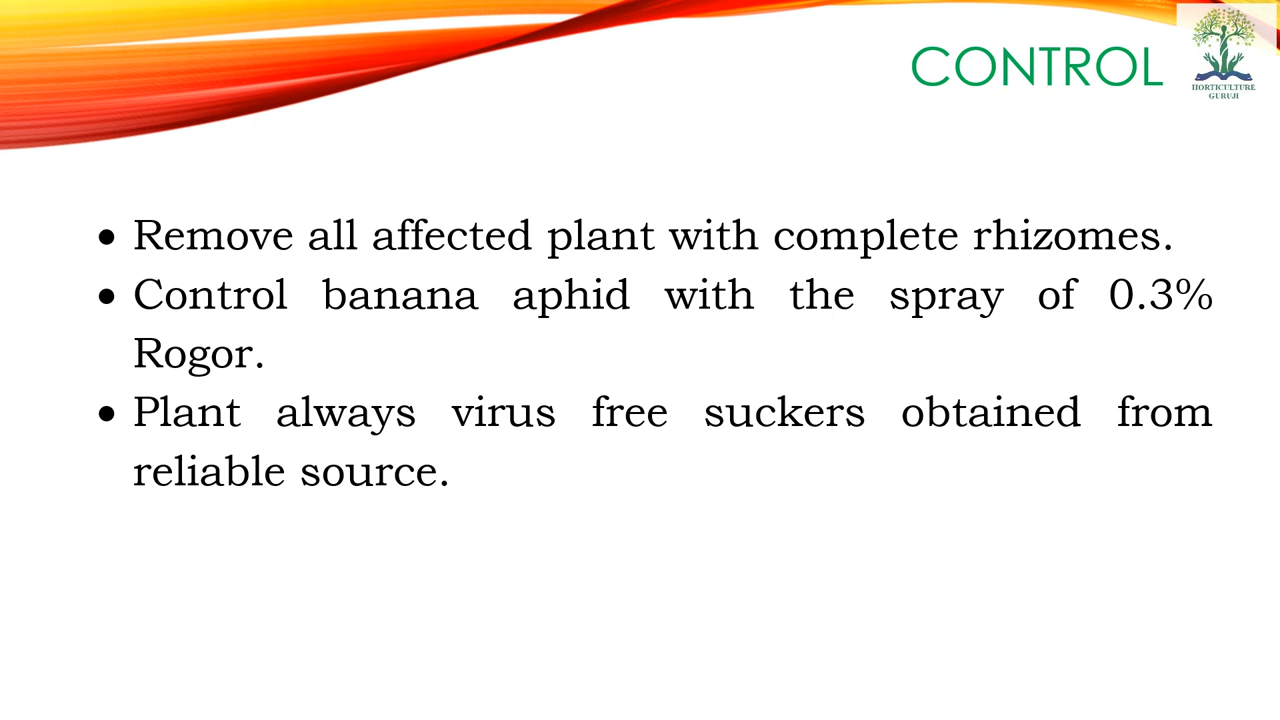 CONTROL
HORTICULTURE
GURUJI
• Remove all affected plant with complete rhizomes.
• Control banana aphid with the spray of 0.3%
Rogor.
• Plant always virus free suckers obtained from
reliable source.